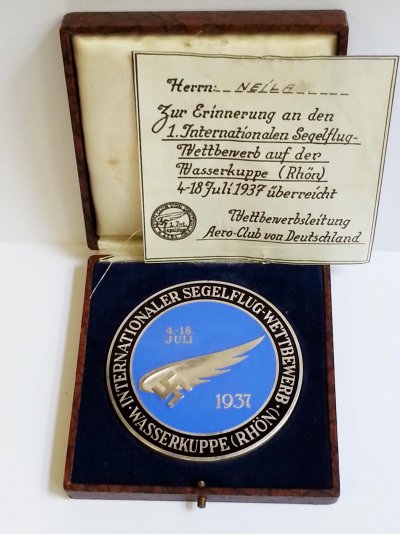 Herrn: NEILA
Zur Erinnerung an den
1. Internationalen Segelflug-
Wettbewerb auf der
Wasserkuppe (Rhön)
4-18 Juli 1937 überreicht
Wettbewerbsleitung
Aero-Club von Deutschland
INTERNATIONALER SEGELFLUG-WETTBEWERB
4.-18.
JULI
1937
· WASSERKUPPE (RHÖN) ·